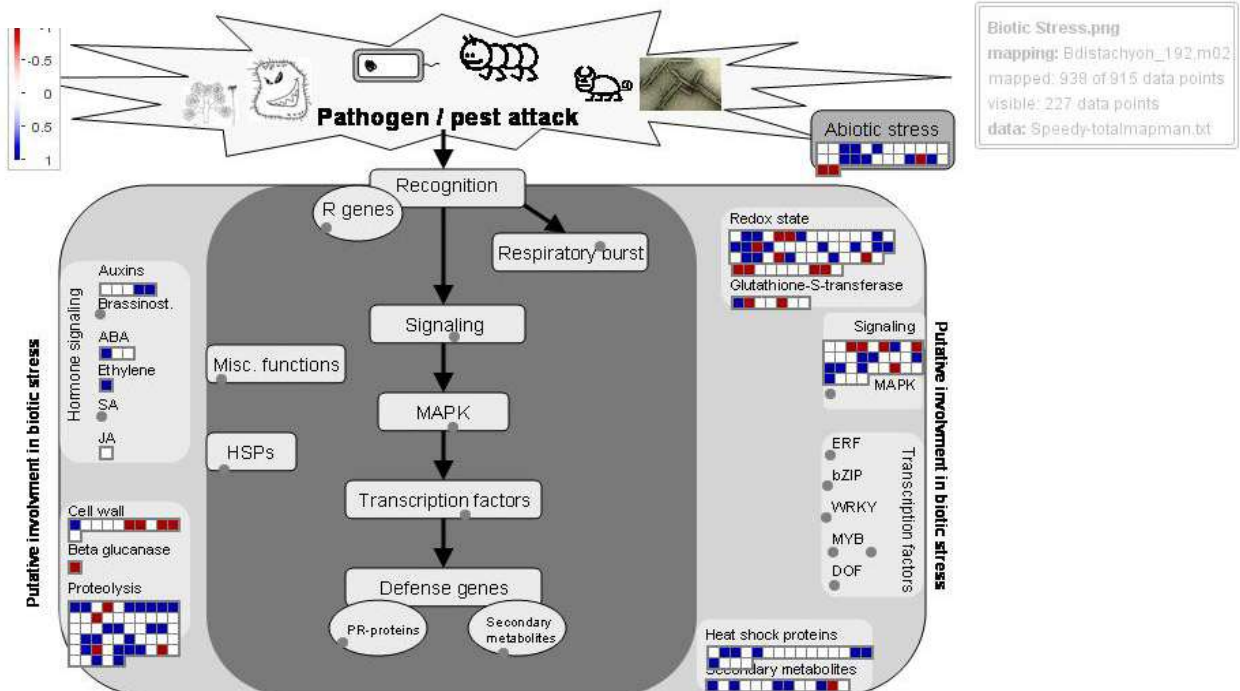 -1
-0.5
0
0.5
1
Pathogen / pest attack
Biotic Stress.png
mapping: Bdistachyon_192.m02
mapped: 938 of 915 data points
visible: 227 data points
data: Speedy-totalmapman.txt
Abiotic stress
Recognition
R genes
Respiratory burst
Signaling
Misc. functions
MAPK
HSPs
Transcription factors
Defense genes
PR-proteins
Secondary
metabolites
Putative involvment in biotic stress
Hormone signaling
Auxins
Brassinost.
ABA
Ethylene
SA
JA
Cell wall
Beta glucanase
Proteolysis
Redox state
Glutathione-S-transferase
Signaling
MAPK
ERF
bZIP
WRKY
MYB
DOF
Transcription factors
Putative involvment in biotic stress
Heat shock proteins
Secondary metabolites